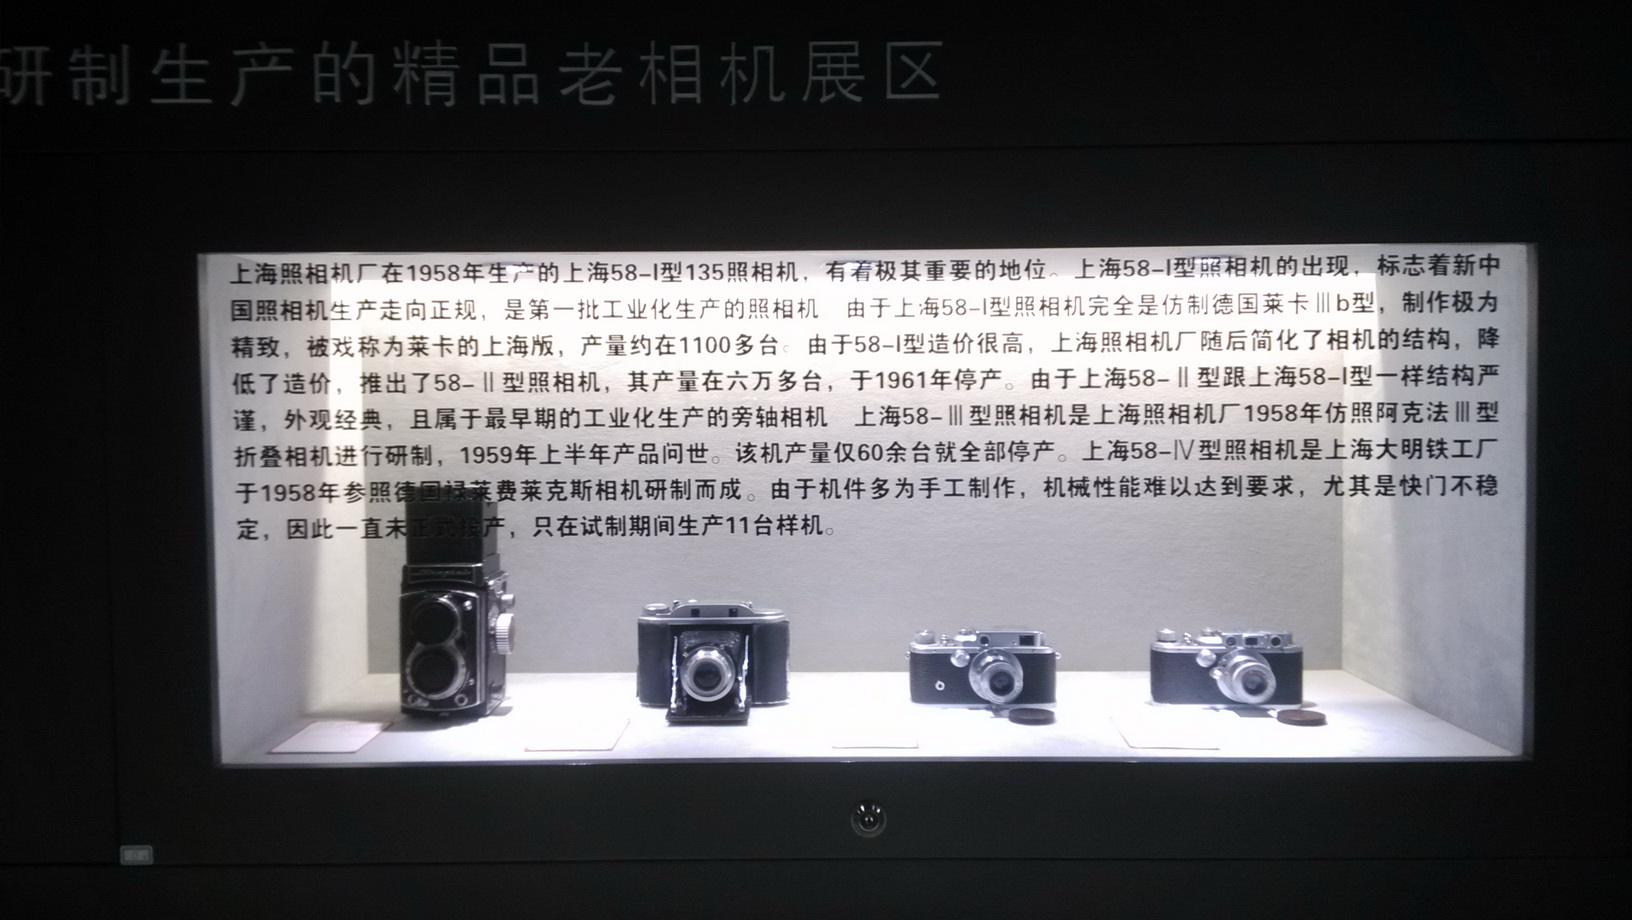 研制生产的精品老相机展区
上海照相机厂在1958年生产的上海58-Ⅰ型135照相机，有着极其重要的地位。上海58-Ⅰ型照相机的出现，标志着新中
国照相机生产走向正规，是第一批工业化生产的照相机 由于上海58-Ⅰ型照相机完全是仿制德国莱卡Ⅲb型，制作极为
精致，被戏称为莱卡的上海版，产量约在1100多台。由于58-Ⅰ型造价很高，上海照相机厂随后简化了相机的结构，降
低了造价，推出了58-Ⅱ型照相机，其产量在六万多台，于1961年停产。由于上海58-Ⅱ型跟上海58-Ⅰ型一样结构严
谨，外观经典，且属于最早期的工业化生产的旁轴相机 上海58-Ⅲ型照相机是上海照相机厂1958年仿照阿克法Ⅲ型
折叠相机进行研制，1959年上半年产品问世。该机产量仅60余台就全部停产。上海58-Ⅳ型照相机是上海大明铁工厂
于1958年参照德国禄莱费莱克斯相机研制而成。由于机件多为手工制作，机械性能难以达到要求，尤其是快门不稳
定，因此一直未正式投产，只在试制期间生产11台样机。